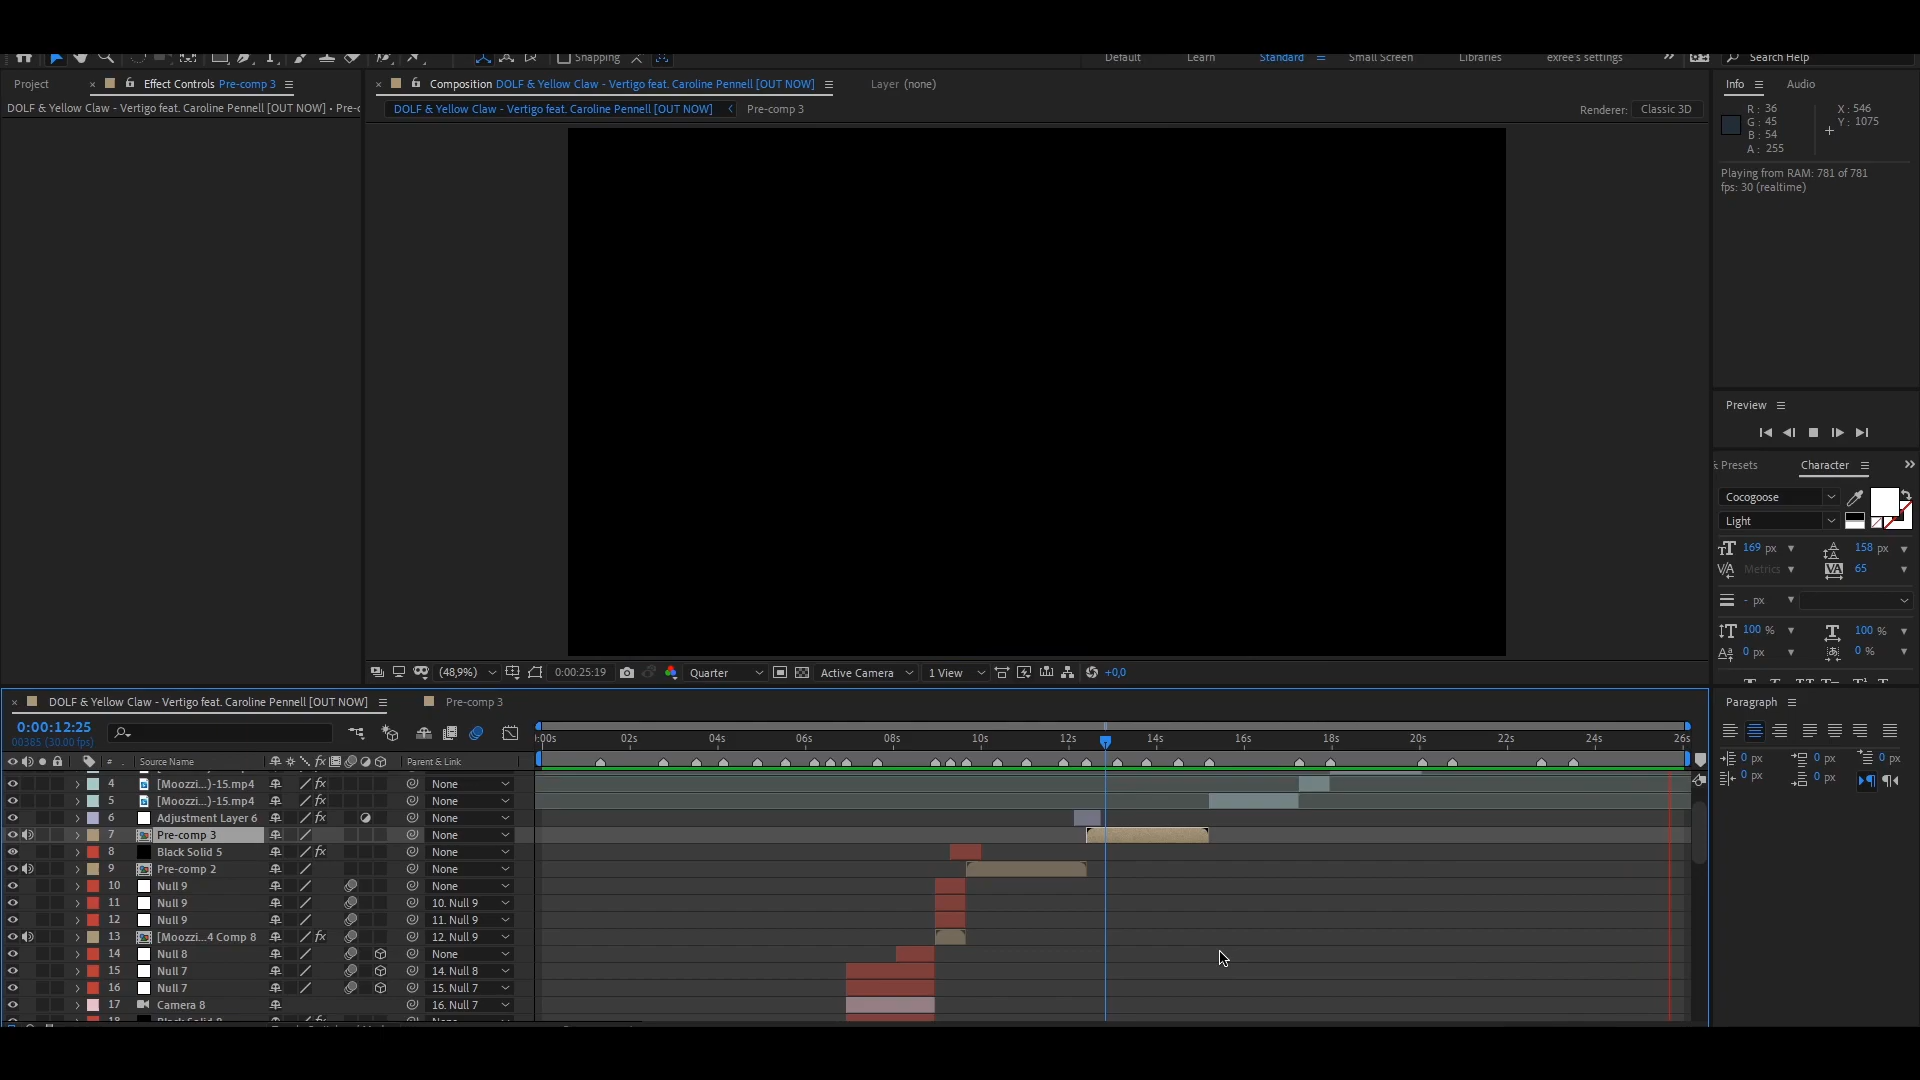 Snapping
Default
Learn
Standard
Small Screen
Libraries
exree's settings
Search Help
Project
Effect Controls Pre-comp 3
Composition DOLF & Yellow Claw - Vertigo feat. Caroline Pennell [OUT NOW]
Layer (none)
Info
Audio
DOLF & Yellow Claw - Vertigo feat. Caroline Pennell [OUT NOW] • Pre-c
DOLF & Yellow Claw - Vertigo feat. Caroline Pennell [OUT NOW]
Pre-comp 3
Renderer:
Classic 3D
R: 36
G: 45
B: 54
A: 255
X: 546
Y: 1075
Playing from RAM: 781 of 781
fps: 30 (realtime)
Preview
Presets
Character
Cocogoose
Light
169 px
158 px
Metrics
65
- px
100 %
100 %
0 px
0 %
(48,9%)
0:00:25:19
Quarter
Active Camera
1 View
+0,0
DOLF & Yellow Claw - Vertigo feat. Caroline Pennell [OUT NOW]
Pre-comp 3
0:00:12:25
00385 (30.00 fps)
:00s
02s
04s
06s
08s
10s
12s
14s
16s
18s
20s
22s
24s
26s
# Source Name
Parent & Link
4 [Moozzi...)-15.mp4 None
5 [Moozzi...)-15.mp4 None
6 Adjustment Layer 6 None
7 Pre-comp 3 None
8 Black Solid 5 None
9 Pre-comp 2 None
10 Null 9 None
11 Null 9 10. Null 9
12 Null 9 11. Null 9
13 [Moozzi...4 Comp 8 12. Null 9
14 Null 8 None
15 Null 7 14. Null 8
16 Null 7 15. Null 7
17 Camera 8 16. Null 7
Paragraph
0 px
0 px
0 px
0 px
0 px